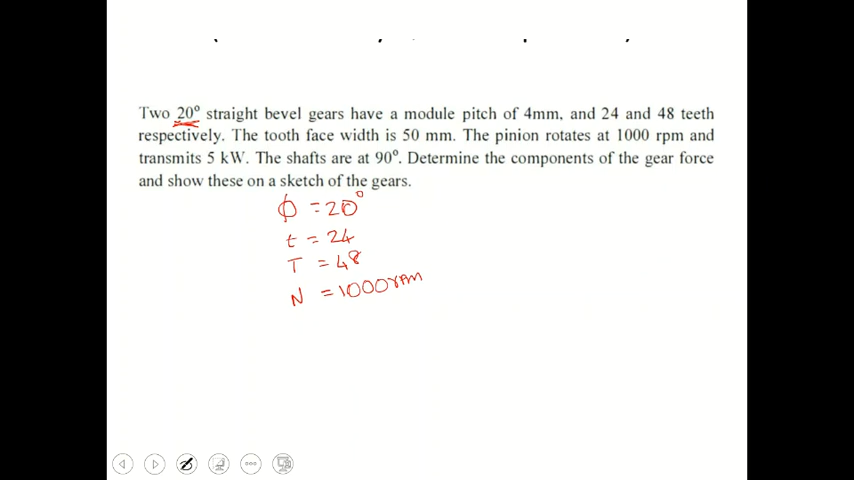 Two 20° straight bevel gears have a module pitch of 4mm, and 24 and 48 teeth
respectively. The tooth face width is 50 mm. The pinion rotates at 1000 rpm and
transmits 5 kW. The shafts are at 90°. Determine the components of the gear force
and show these on a sketch of the gears.
ϕ = 20°
t = 24
T = 48
N = 1000rpm